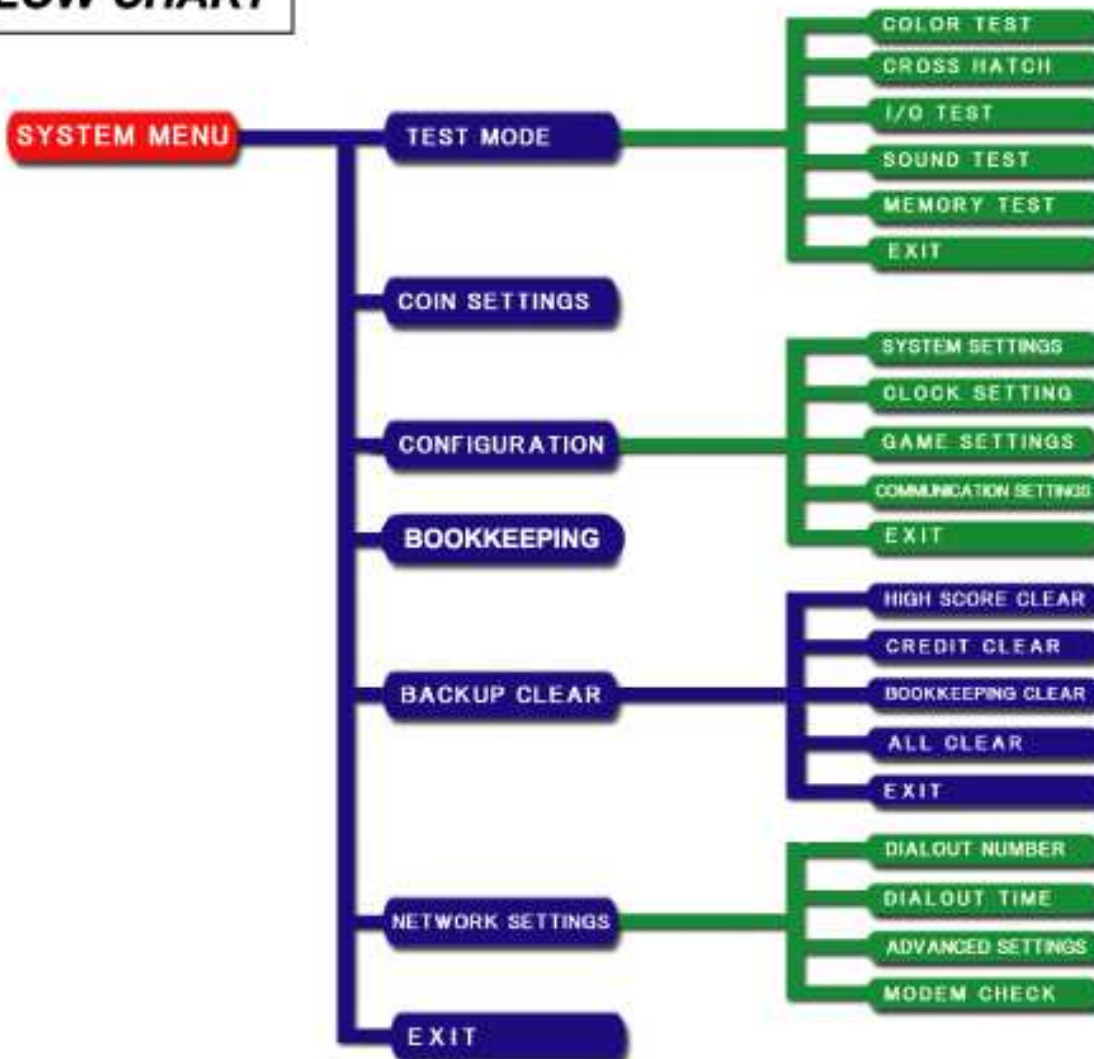 LOW CHART
SYSTEM MENU
TEST MODE
COLOR TEST
CROSS HATCH
I/O TEST
SOUND TEST
MEMORY TEST
EXIT
COIN SETTINGS
CONFIGURATION
SYSTEM SETTINGS
CLOCK SETTING
GAME SETTINGS
COMMUNICATION SETTINGS
EXIT
BOOKKEEPING
BACKUP CLEAR
HIGH SCORE CLEAR
CREDIT CLEAR
BOOKKEEPING CLEAR
ALL CLEAR
EXIT
NETWORK SETTINGS
DIALOUT NUMBER
DIALOUT TIME
ADVANCED SETTINGS
MODEM CHECK
EXIT